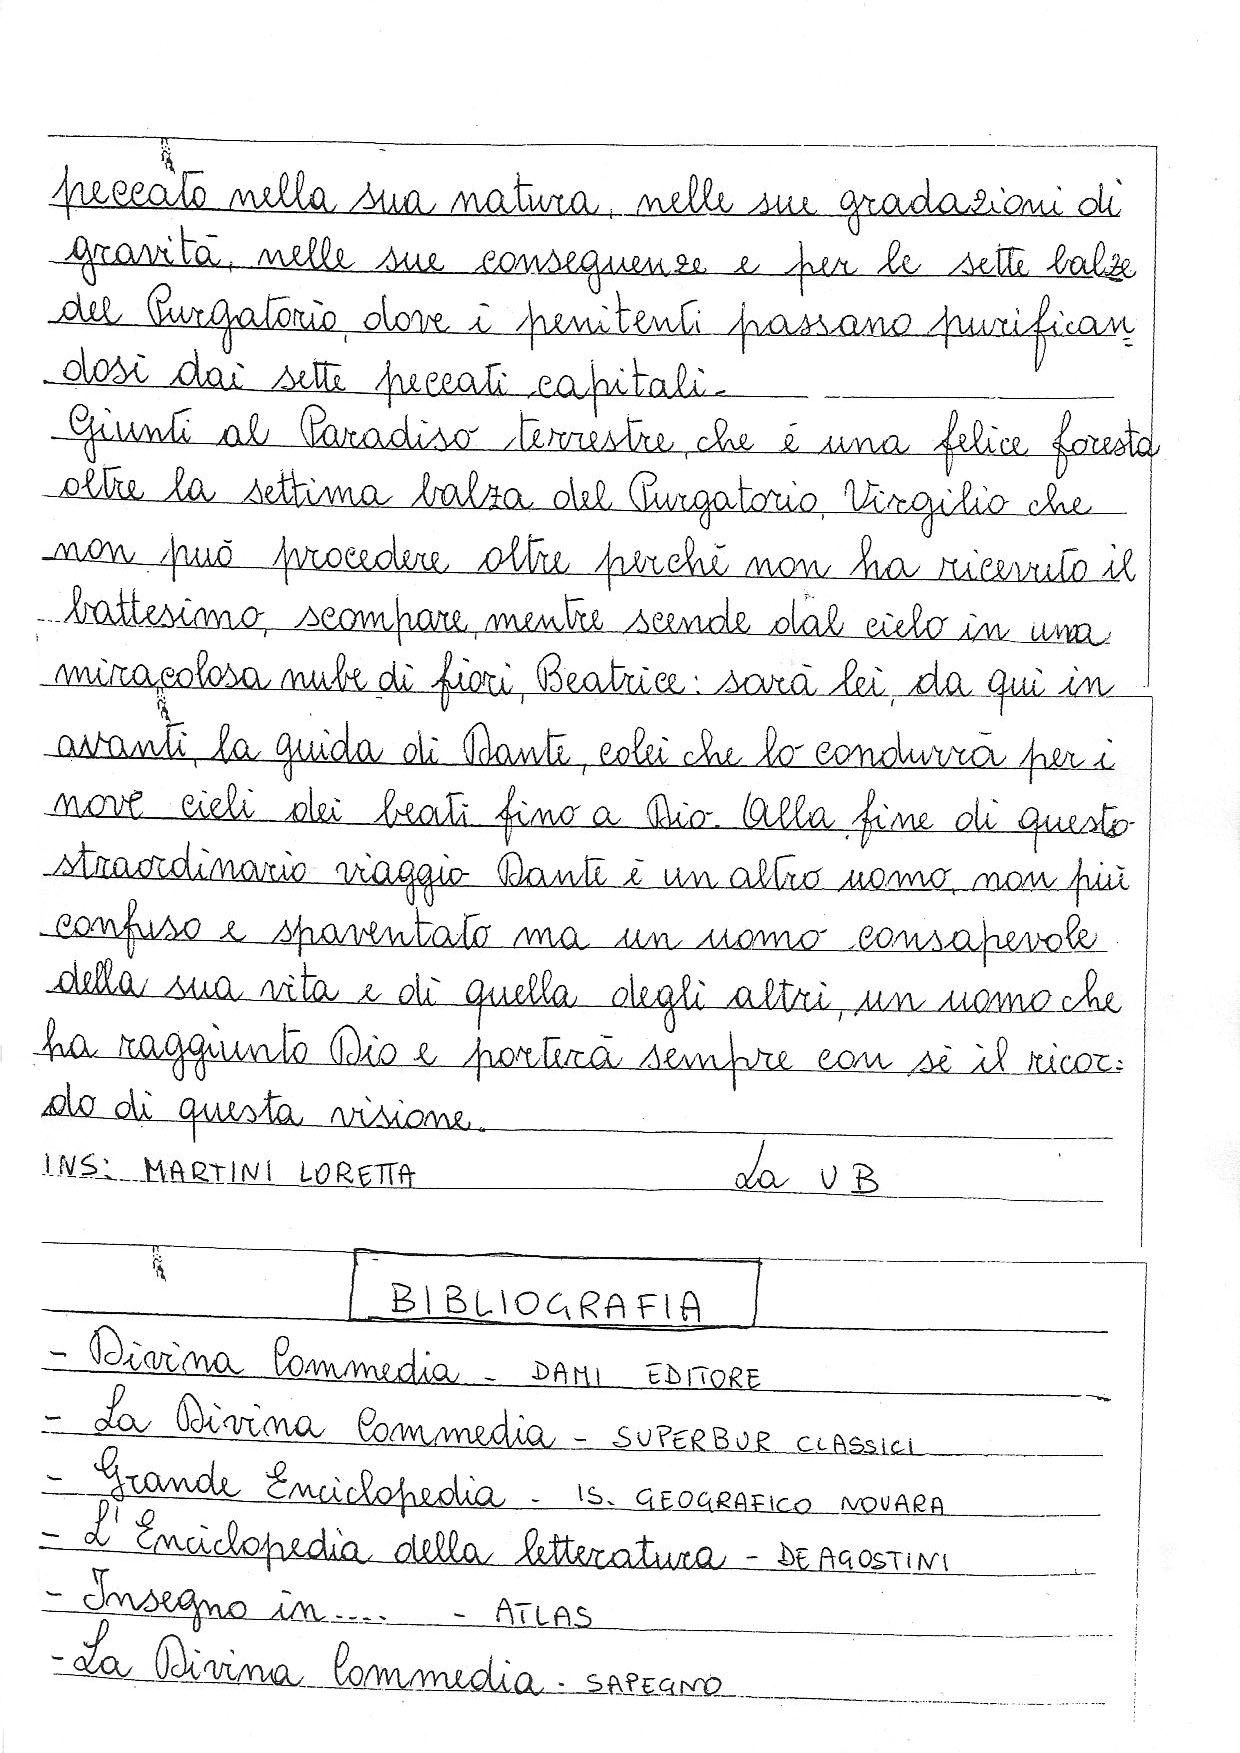 peccato nella sua natura, nelle sue gradazioni di
gravità, nelle sue conseguenze e per le sette balze
del Purgatorio, dove i penitenti passano purifican=
dosi dai sette peccati capitali.
Giunti al Paradiso terrestre, che è una felice foresta
oltre la settima balza del Purgatorio, Virgilio che
non può procedere oltre perchè non ha ricevuto il
battesimo, scompare, mentre scende dal cielo in una
miracolosa nube di fiori, Beatrice: sarà lei, da qui in
avanti, la guida di Dante, colei che lo condurrà per i
nove cieli dei beati fino a Dio. Alla fine di questo
straordinario viaggio Dante è un altro uomo, non più
confuso e spaventato ma un uomo consapevole
della sua vita e di quella degli altri, un uomo che
ha raggiunto Dio e porterà sempre con sè il ricor=
do di questa visione.
INS: MARTINI LORETTA La VB
BIBLIOGRAFIA
- Divina Commedia - DAMI EDITORE
- La Divina Commedia - SUPERBUR CLASSICI
- Grande Enciclopedia - IS. GEOGRAFICO NOVARA
- L'Enciclopedia della letteratura - DE AGOSTINI
- Insegno in.... - ATLAS
- La Divina Commedia - SAPEGNO